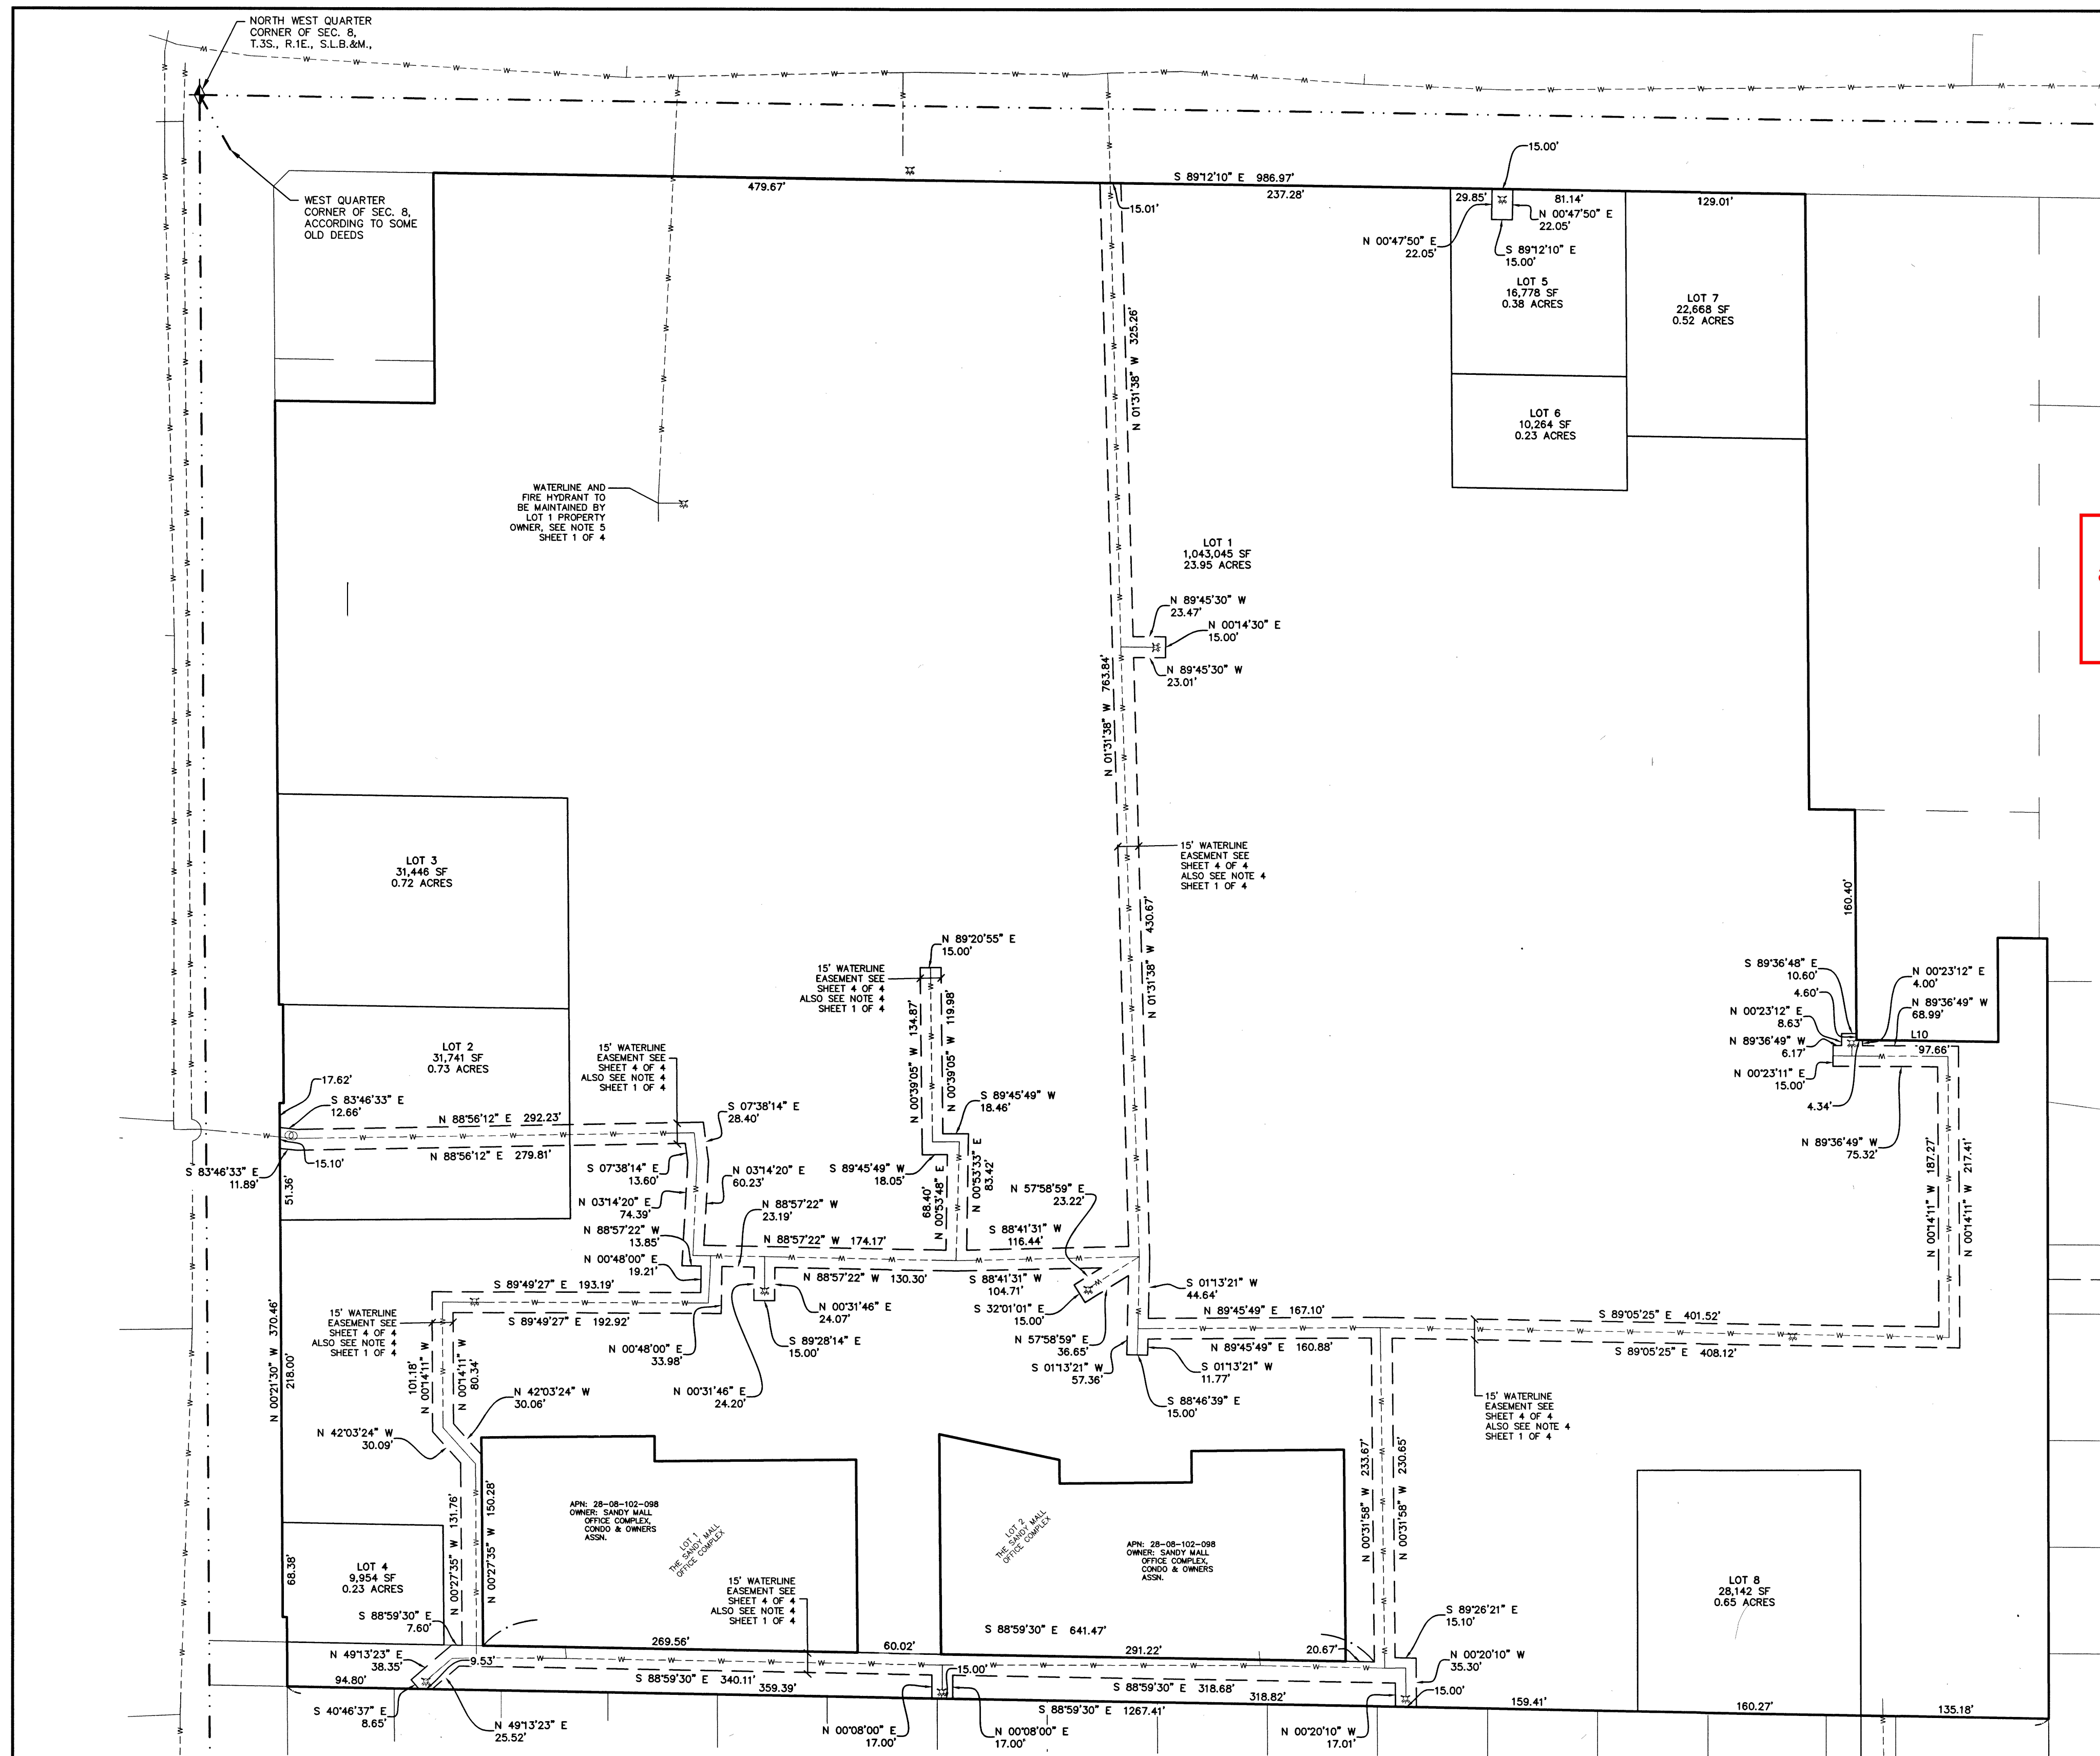 NORTH WEST QUARTER
CORNER OF SEC. 8,
T.3S., R.1E., S.L.B.&M.,
WEST QUARTER
CORNER OF SEC. 8,
ACCORDING TO SOME
OLD DEEDS
479.67'
S 89°12'10" E 986.97'
237.28'
15.01'
15.00'
29.85'
81.14'
129.01'
N 00°47'50" E
22.05'
N 00°47'50" E
22.05'
S 89°12'10" E
15.00'
LOT 5
16,778 SF
0.38 ACRES
LOT 7
22,668 SF
0.52 ACRES
LOT 6
10,264 SF
0.23 ACRES
N 01°31'38" W 325.26'
WATERLINE AND
FIRE HYDRANT TO
BE MAINTAINED BY
LOT 1 PROPERTY
OWNER, SEE NOTE 5
SHEET 1 OF 4
LOT 1
1,043,045 SF
23.95 ACRES
N 89°45'30" W
23.47'
N 00°14'30" E
15.00'
N 89°45'30" W
23.01'
N 01°31'38" W 763.84'
15' WATERLINE
EASEMENT SEE
SHEET 4 OF 4
ALSO SEE NOTE 4
SHEET 1 OF 4
N 01°31'38" W 430.67'
LOT 3
31,446 SF
0.72 ACRES
LOT 2
31,741 SF
0.73 ACRES
15' WATERLINE
EASEMENT SEE
SHEET 4 OF 4
ALSO SEE NOTE 4
SHEET 1 OF 4
N 89°20'55" E
15.00'
N 00°39'05" W 134.87'
N 00°39'05" W 119.98'
160.40'
S 89°36'48" E
10.60'
4.60'
N 00°23'12" E
8.63'
N 89°36'49" W
6.17'
N 00°23'11" E
15.00'
N 00°23'12" E
4.00'
N 89°36'49" W
68.99'
L10
97.66'
4.34'
N 89°36'49" W
75.32'
N 00°14'11" W 187.27'
N 00°14'11" W 217.41'
15' WATERLINE
EASEMENT SEE
SHEET 4 OF 4
ALSO SEE NOTE 4
SHEET 1 OF 4
17.62'
S 83°46'33" E
12.66'
N 88°56'12" E 292.23'
N 88°56'12" E 279.81'
S 83°46'33" E
11.89'
15.10'
51.36'
S 07°38'14" E
28.40'
S 07°38'14" E
13.60'
N 03°14'20" E
60.23'
N 03°14'20" E
74.39'
N 88°57'22" W
23.19'
N 88°57'22" W
13.85'
N 00°48'00" E
19.21'
S 89°45'49" W
18.46'
S 89°45'49" W
18.05'
68.40'
N 00°53'48" E
N 00°53'33" E
83.42'
N 57°58'59" E
23.22'
N 88°57'22" W 174.17'
S 88°41'31" W
116.44'
N 88°57'22" W 130.30'
S 88°41'31" W
104.71'
S 32°01'01" E
15.00'
N 57°58'59" E
36.65'
S 01°13'21" W
44.64'
S 01°13'21" W
57.36'
S 01°13'21" W
11.77'
S 88°46'39" E
15.00'
N 89°45'49" E 167.10'
N 89°45'49" E 160.88'
S 89°05'25" E 401.52'
S 89°05'25" E 408.12'
15' WATERLINE
EASEMENT SEE
SHEET 4 OF 4
ALSO SEE NOTE 4
SHEET 1 OF 4
S 89°49'27" E 193.19'
S 89°49'27" E 192.92'
N 00°48'00" E
33.98'
N 00°31'46" E
24.07'
S 89°28'14" E
15.00'
N 00°31'46" E
24.20'
15' WATERLINE
EASEMENT SEE
SHEET 4 OF 4
ALSO SEE NOTE 4
SHEET 1 OF 4
N 00°21'30" W 370.46'
218.00'
101.18'
N 00°14'11" W
N 00°14'11" W
80.34'
N 42°03'24" W
30.06'
N 42°03'24" W
30.09'
N 00°27'35" W 131.76'
N 00°27'35" W 150.28'
APN: 28-08-102-098
OWNER: SANDY MALL
OFFICE COMPLEX,
CONDO & OWNERS
ASSN.
LOT 1
THE SANDY MALL
OFFICE COMPLEX
LOT 2
THE SANDY MALL
OFFICE COMPLEX
APN: 28-08-102-098
OWNER: SANDY MALL
OFFICE COMPLEX,
CONDO & OWNERS
ASSN.
N 00°31'58" W 233.67'
N 00°31'58" W 230.65'
LOT 8
28,142 SF
0.65 ACRES
68.38'
LOT 4
9,954 SF
0.23 ACRES
S 88°59'30" E
7.60'
15' WATERLINE
EASEMENT SEE
SHEET 4 OF 4
ALSO SEE NOTE 4
SHEET 1 OF 4
269.56'
60.02'
S 88°59'30" E 641.47'
291.22'
20.67'
S 89°26'21" E
15.10'
N 00°20'10" W
35.30'
15.00'
N 49°13'23" E
38.35'
9.53'
94.80'
S 40°46'37" E
8.65'
N 49°13'23" E
25.52'
S 88°59'30" E 340.11'
359.39'
15.00'
S 88°59'30" E 318.68'
318.82'
S 88°59'30" E 1267.41'
N 00°08'00" E
17.00'
N 00°08'00" E
17.00'
N 00°20'10" W
17.01'
159.41'
160.27'
135.18'